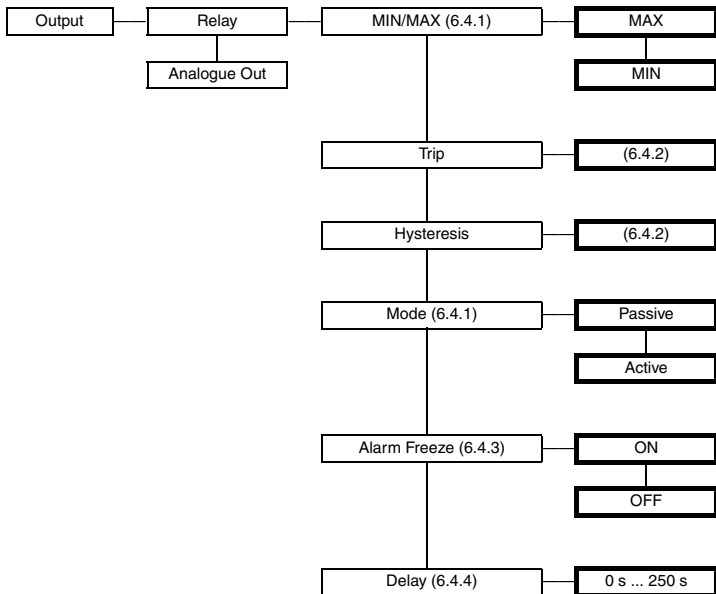 Output
Relay
MIN/MAX (6.4.1)
MAX
Analogue Out
MIN
Trip
(6.4.2)
Hysteresis
(6.4.2)
Mode (6.4.1)
Passive
Active
Alarm Freeze (6.4.3)
ON
OFF
Delay (6.4.4)
0 s ... 250 s